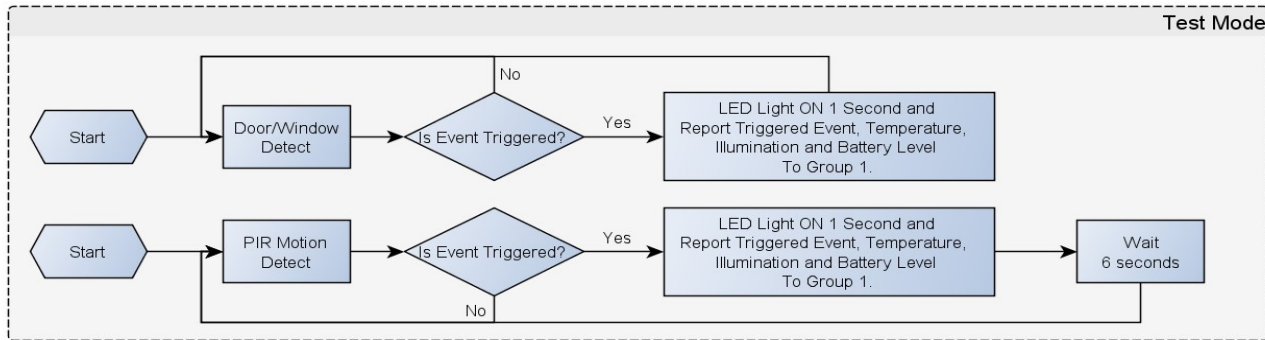 Test Mode
No
Start
Door/Window
Detect
Is Event Triggered?
Yes
LED Light ON 1 Second and
Report Triggered Event, Temperature,
Illumination and Battery Level
To Group 1.
Start
PIR Motion
Detect
Is Event Triggered?
Yes
LED Light ON 1 Second and
Report Triggered Event, Temperature,
Illumination and Battery Level
To Group 1.
Wait
6 seconds
No